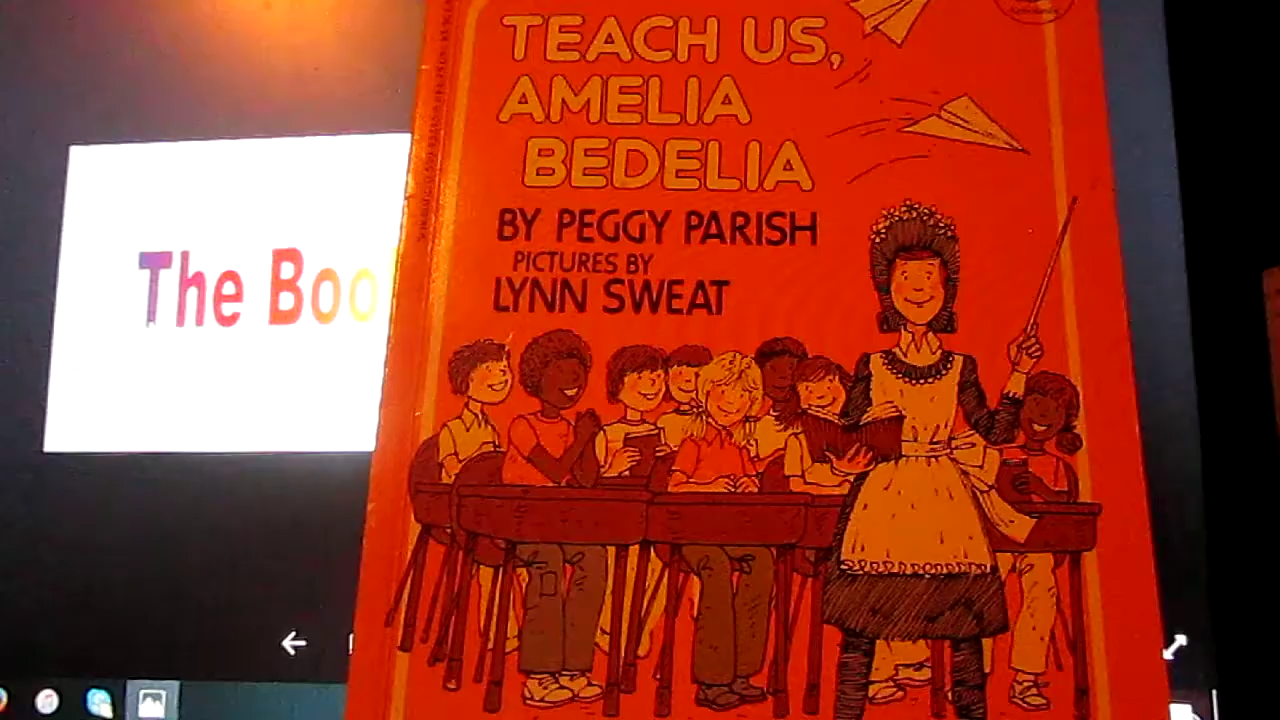 TEACH US,
AMELIA
BEDELIA
BY PEGGY PARISH
PICTURES BY
LYNN SWEAT
The Boo